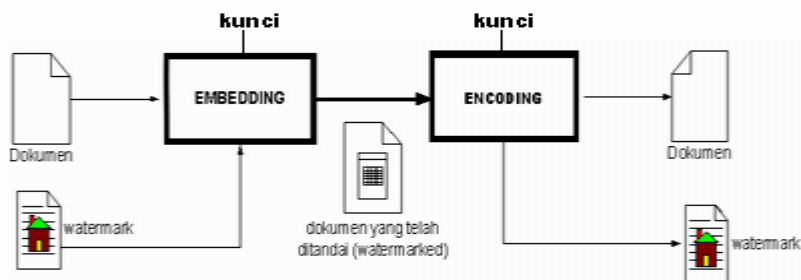 kunci
kunci
EMBEDDING
ENCODING
Dokumen
Dokumen
watermark
dokumen yang telah
ditandai (watermarked)
watermark